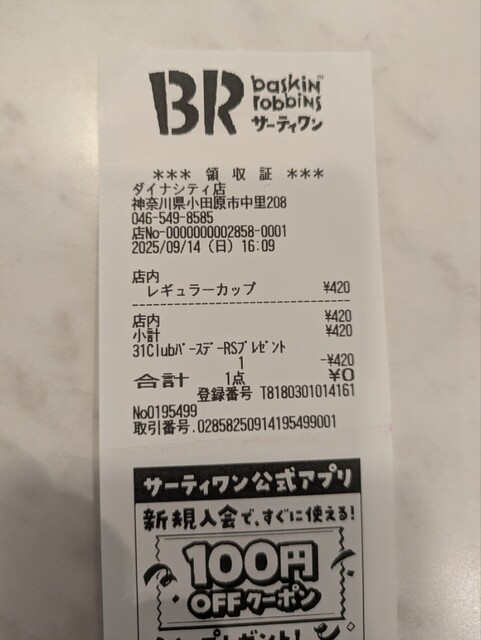 BR baskin robbins サーティワン
*** 領収証 ***
ダイナシティ店
神奈川県小田原市中里208
046-549-8585
店No-0000000002858-0001
2025/09/14 (日) 16:09
店内
レギュラーカップ ¥420
店内 ¥420
小計 ¥420
31ClubバースデーRSプレゼント
1 -¥420
合計 1点 ¥0
登録番号 T8180301014161
No0195499
取引番号.02858250914195499001
サーティワン公式アプリ
新規入会で、すぐに使える!
100円
OFFクーポン